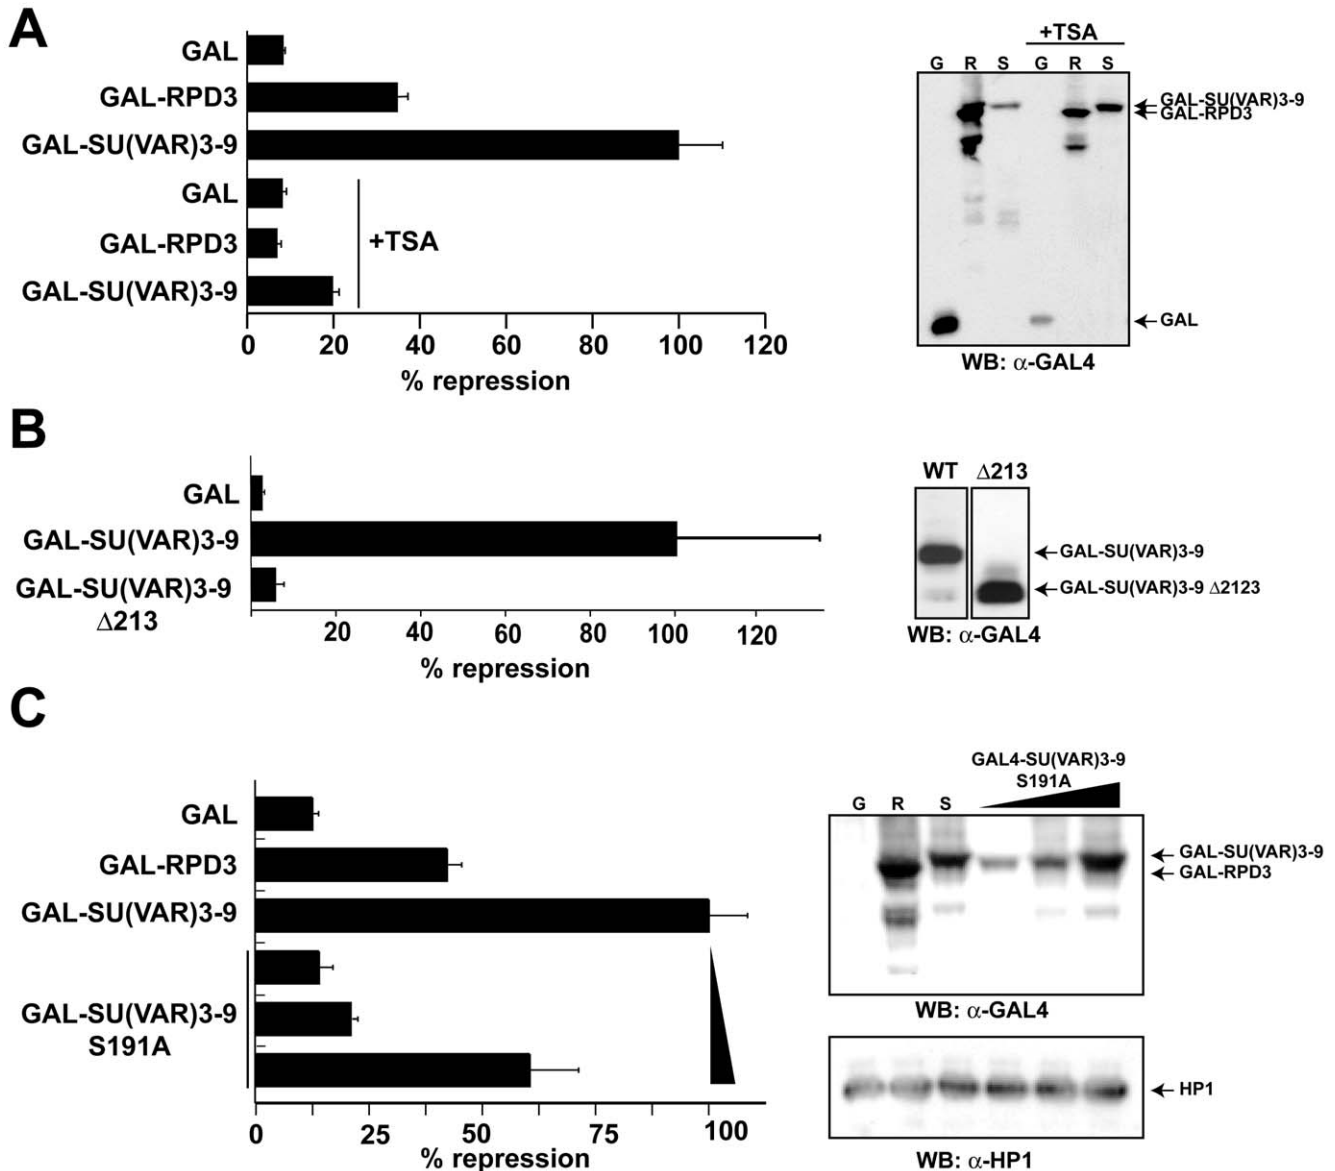 A
GAL
GAL-RPD3
GAL-SU(VAR)3-9
GAL
GAL-RPD3
GAL-SU(VAR)3-9
+TSA
0 20 40 60 80 100 120
% repression
+TSA
G R S G R S
GAL-SU(VAR)3-9
GAL-RPD3
GAL
WB: α-GAL4
B
GAL
GAL-SU(VAR)3-9
GAL-SU(VAR)3-9
Δ213
20 40 60 80 100 120
% repression
WT Δ213
GAL-SU(VAR)3-9
GAL-SU(VAR)3-9 Δ2123
WB: α-GAL4
C
GAL
GAL-RPD3
GAL-SU(VAR)3-9
GAL-SU(VAR)3-9
S191A
0 25 50 75 100
% repression
GAL4-SU(VAR)3-9
S191A
G R S
GAL-SU(VAR)3-9
GAL-RPD3
WB: α-GAL4
HP1
WB: α-HP1